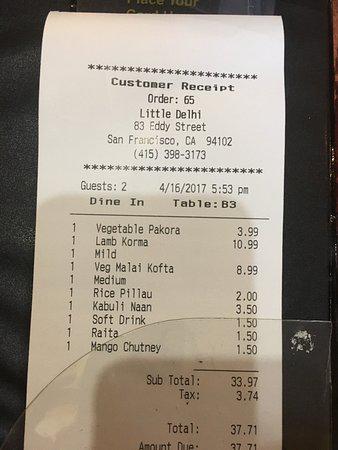 Place Your
**********************
Customer Receipt
Order: 65
Little Delhi
83 Eddy Street
San Francisco, CA 94102
(415) 398-3173
**********************
Guests: 2 4/16/2017 5:53 pm
Dine In Table:B3
1 Vegetable Pakora 3.99
1 Lamb Korma 10.99
1 Mild
1 Veg Malai Kofta 8.99
1 Medium
1 Rice Pillau 2.00
1 Kabuli Naan 3.50
1 Soft Drink 1.50
1 Raita 1.50
1 Mango Chutney 1.50
Sub Total: 33.97
Tax: 3.74
Total: 37.71
Amount Due: 37.71